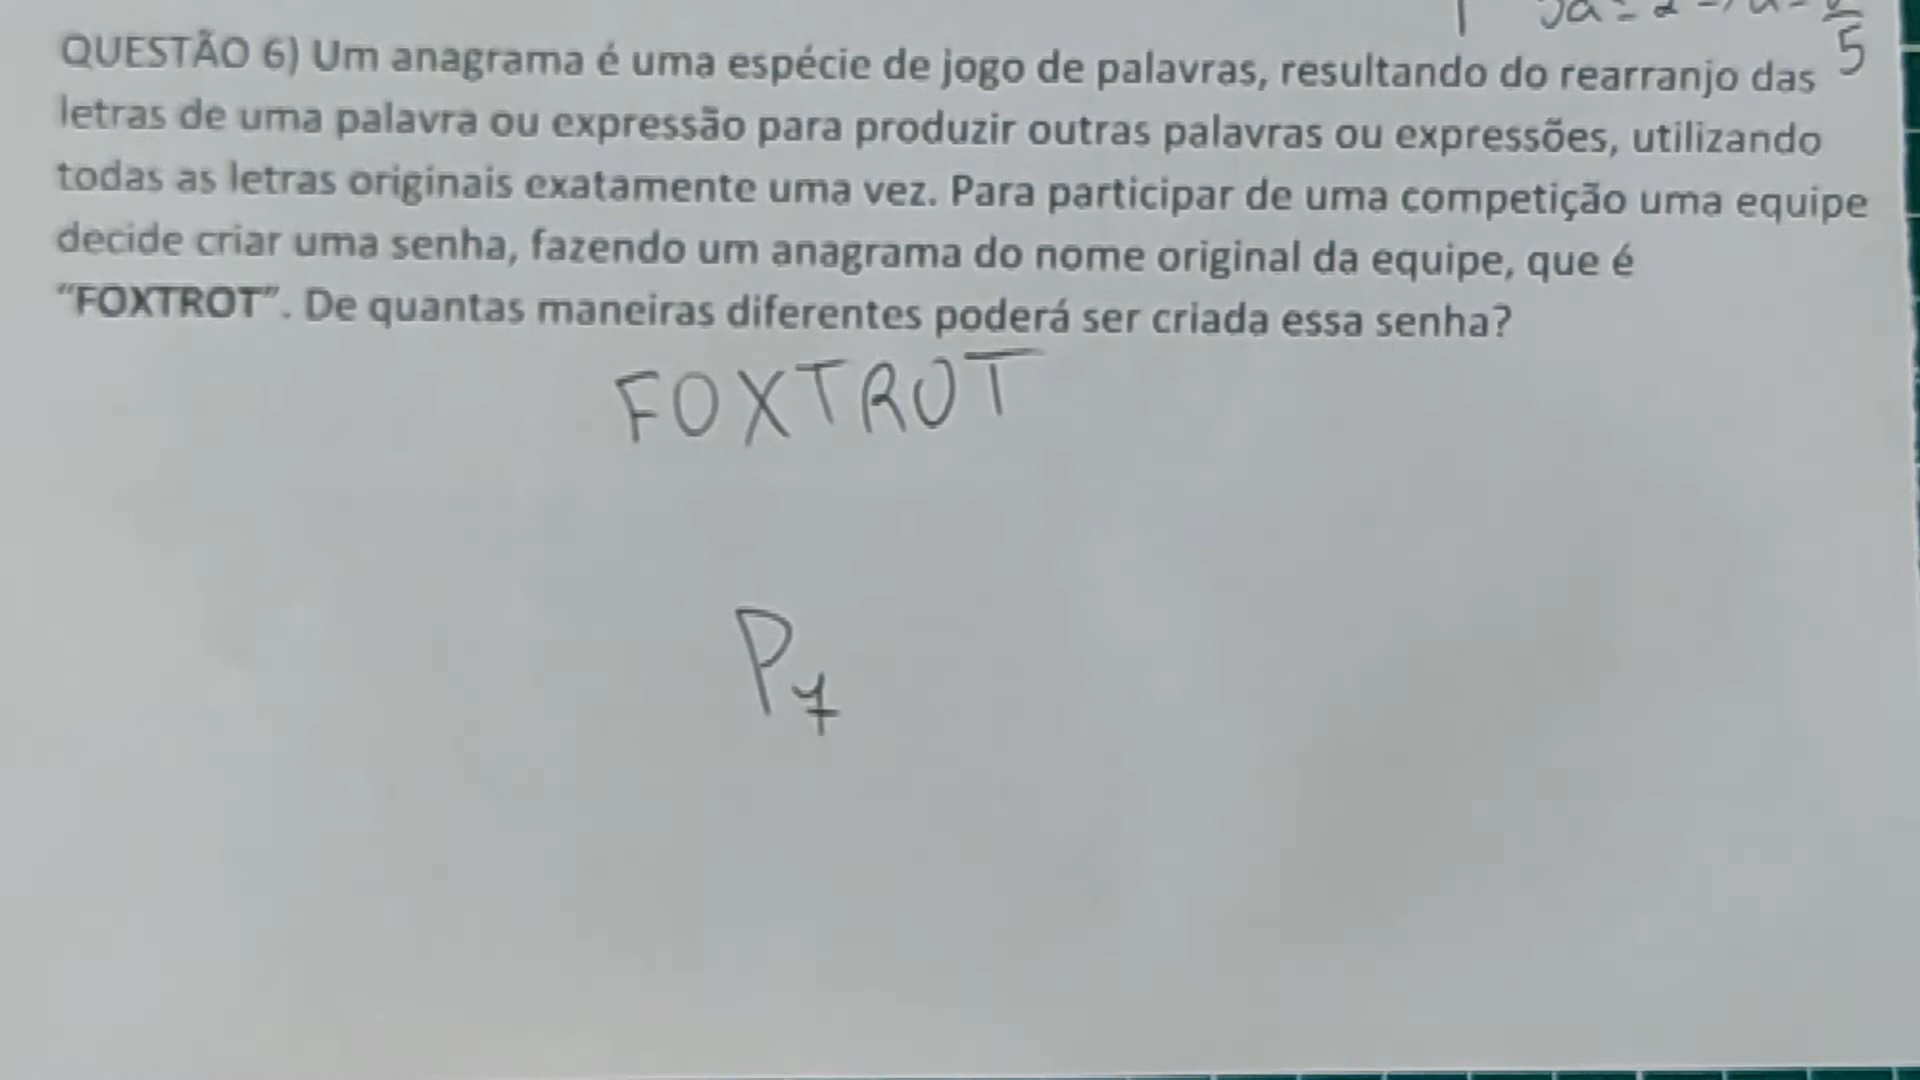 5a = 2
5
QUESTÃO 6) Um anagrama é uma espécie de jogo de palavras, resultando do rearranjo das
letras de uma palavra ou expressão para produzir outras palavras ou expressões, utilizando
todas as letras originais exatamente uma vez. Para participar de uma competição uma equipe
decide criar uma senha, fazendo um anagrama do nome original da equipe, que é
“FOXTROT”. De quantas maneiras diferentes poderá ser criada essa senha?
FOXTROT
P7